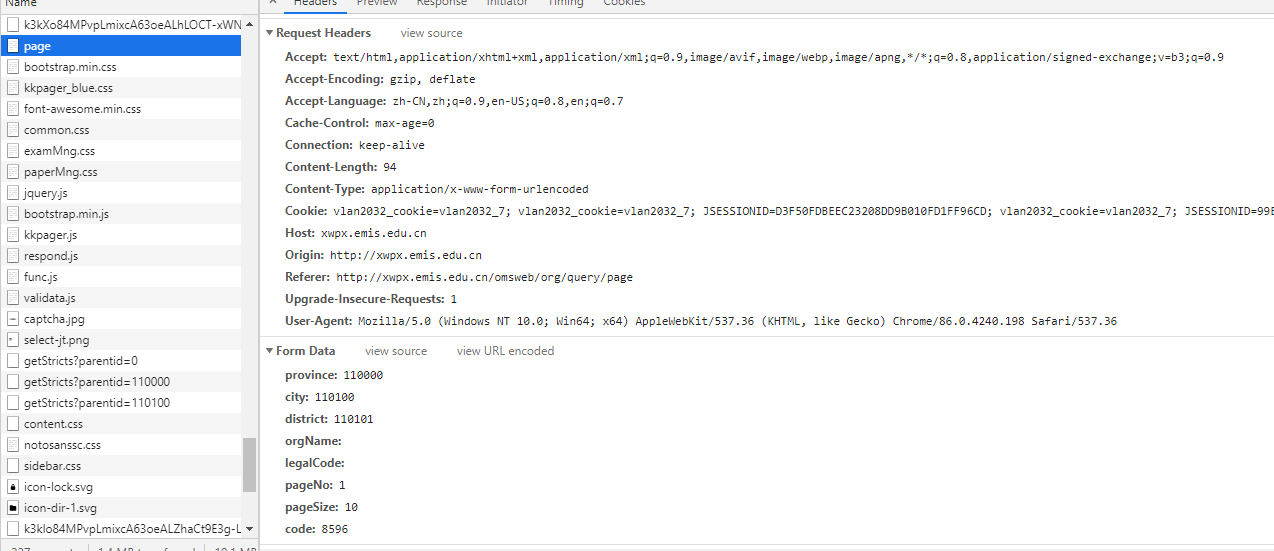 Name
Headers Preview Response Initiator Timing Cookies
k3kXo84MPvpLmixcA63oeALhLOCT-xWN
page
bootstrap.min.css
kkpager_blue.css
font-awesome.min.css
common.css
examMng.css
paperMng.css
jquery.js
bootstrap.min.js
kkpager.js
respond.js
func.js
validata.js
captcha.jpg
select-jt.png
getStricts?parentid=0
getStricts?parentid=110000
getStricts?parentid=110100
content.css
notosanssc.css
sidebar.css
icon-lock.svg
icon-dir-1.svg
k3kIo84MPvpLmixcA63oeALZhaCt9E3g-L
Request Headers view source
Accept: text/html,application/xhtml+xml,application/xml;q=0.9,image/avif,image/webp,image/apng,*/*;q=0.8,application/signed-exchange;v=b3;q=0.9
Accept-Encoding: gzip, deflate
Accept-Language: zh-CN,zh;q=0.9,en-US;q=0.8,en;q=0.7
Cache-Control: max-age=0
Connection: keep-alive
Content-Length: 94
Content-Type: application/x-www-form-urlencoded
Cookie: vlan2032_cookie=vlan2032_7; vlan2032_cookie=vlan2032_7; JSESSIONID=D3F50FDBEEC23208DD9B010FD1FF96CD; vlan2032_cookie=vlan2032_7; JSESSIONID=99E
Host: xwpx.emis.edu.cn
Origin: http://xwpx.emis.edu.cn
Referer: http://xwpx.emis.edu.cn/omsweb/org/query/page
Upgrade-Insecure-Requests: 1
User-Agent: Mozilla/5.0 (Windows NT 10.0; Win64; x64) AppleWebKit/537.36 (KHTML, like Gecko) Chrome/86.0.4240.198 Safari/537.36
Form Data view source view URL encoded
province: 110000
city: 110100
district: 110101
orgName:
legalCode:
pageNo: 1
pageSize: 10
code: 8596